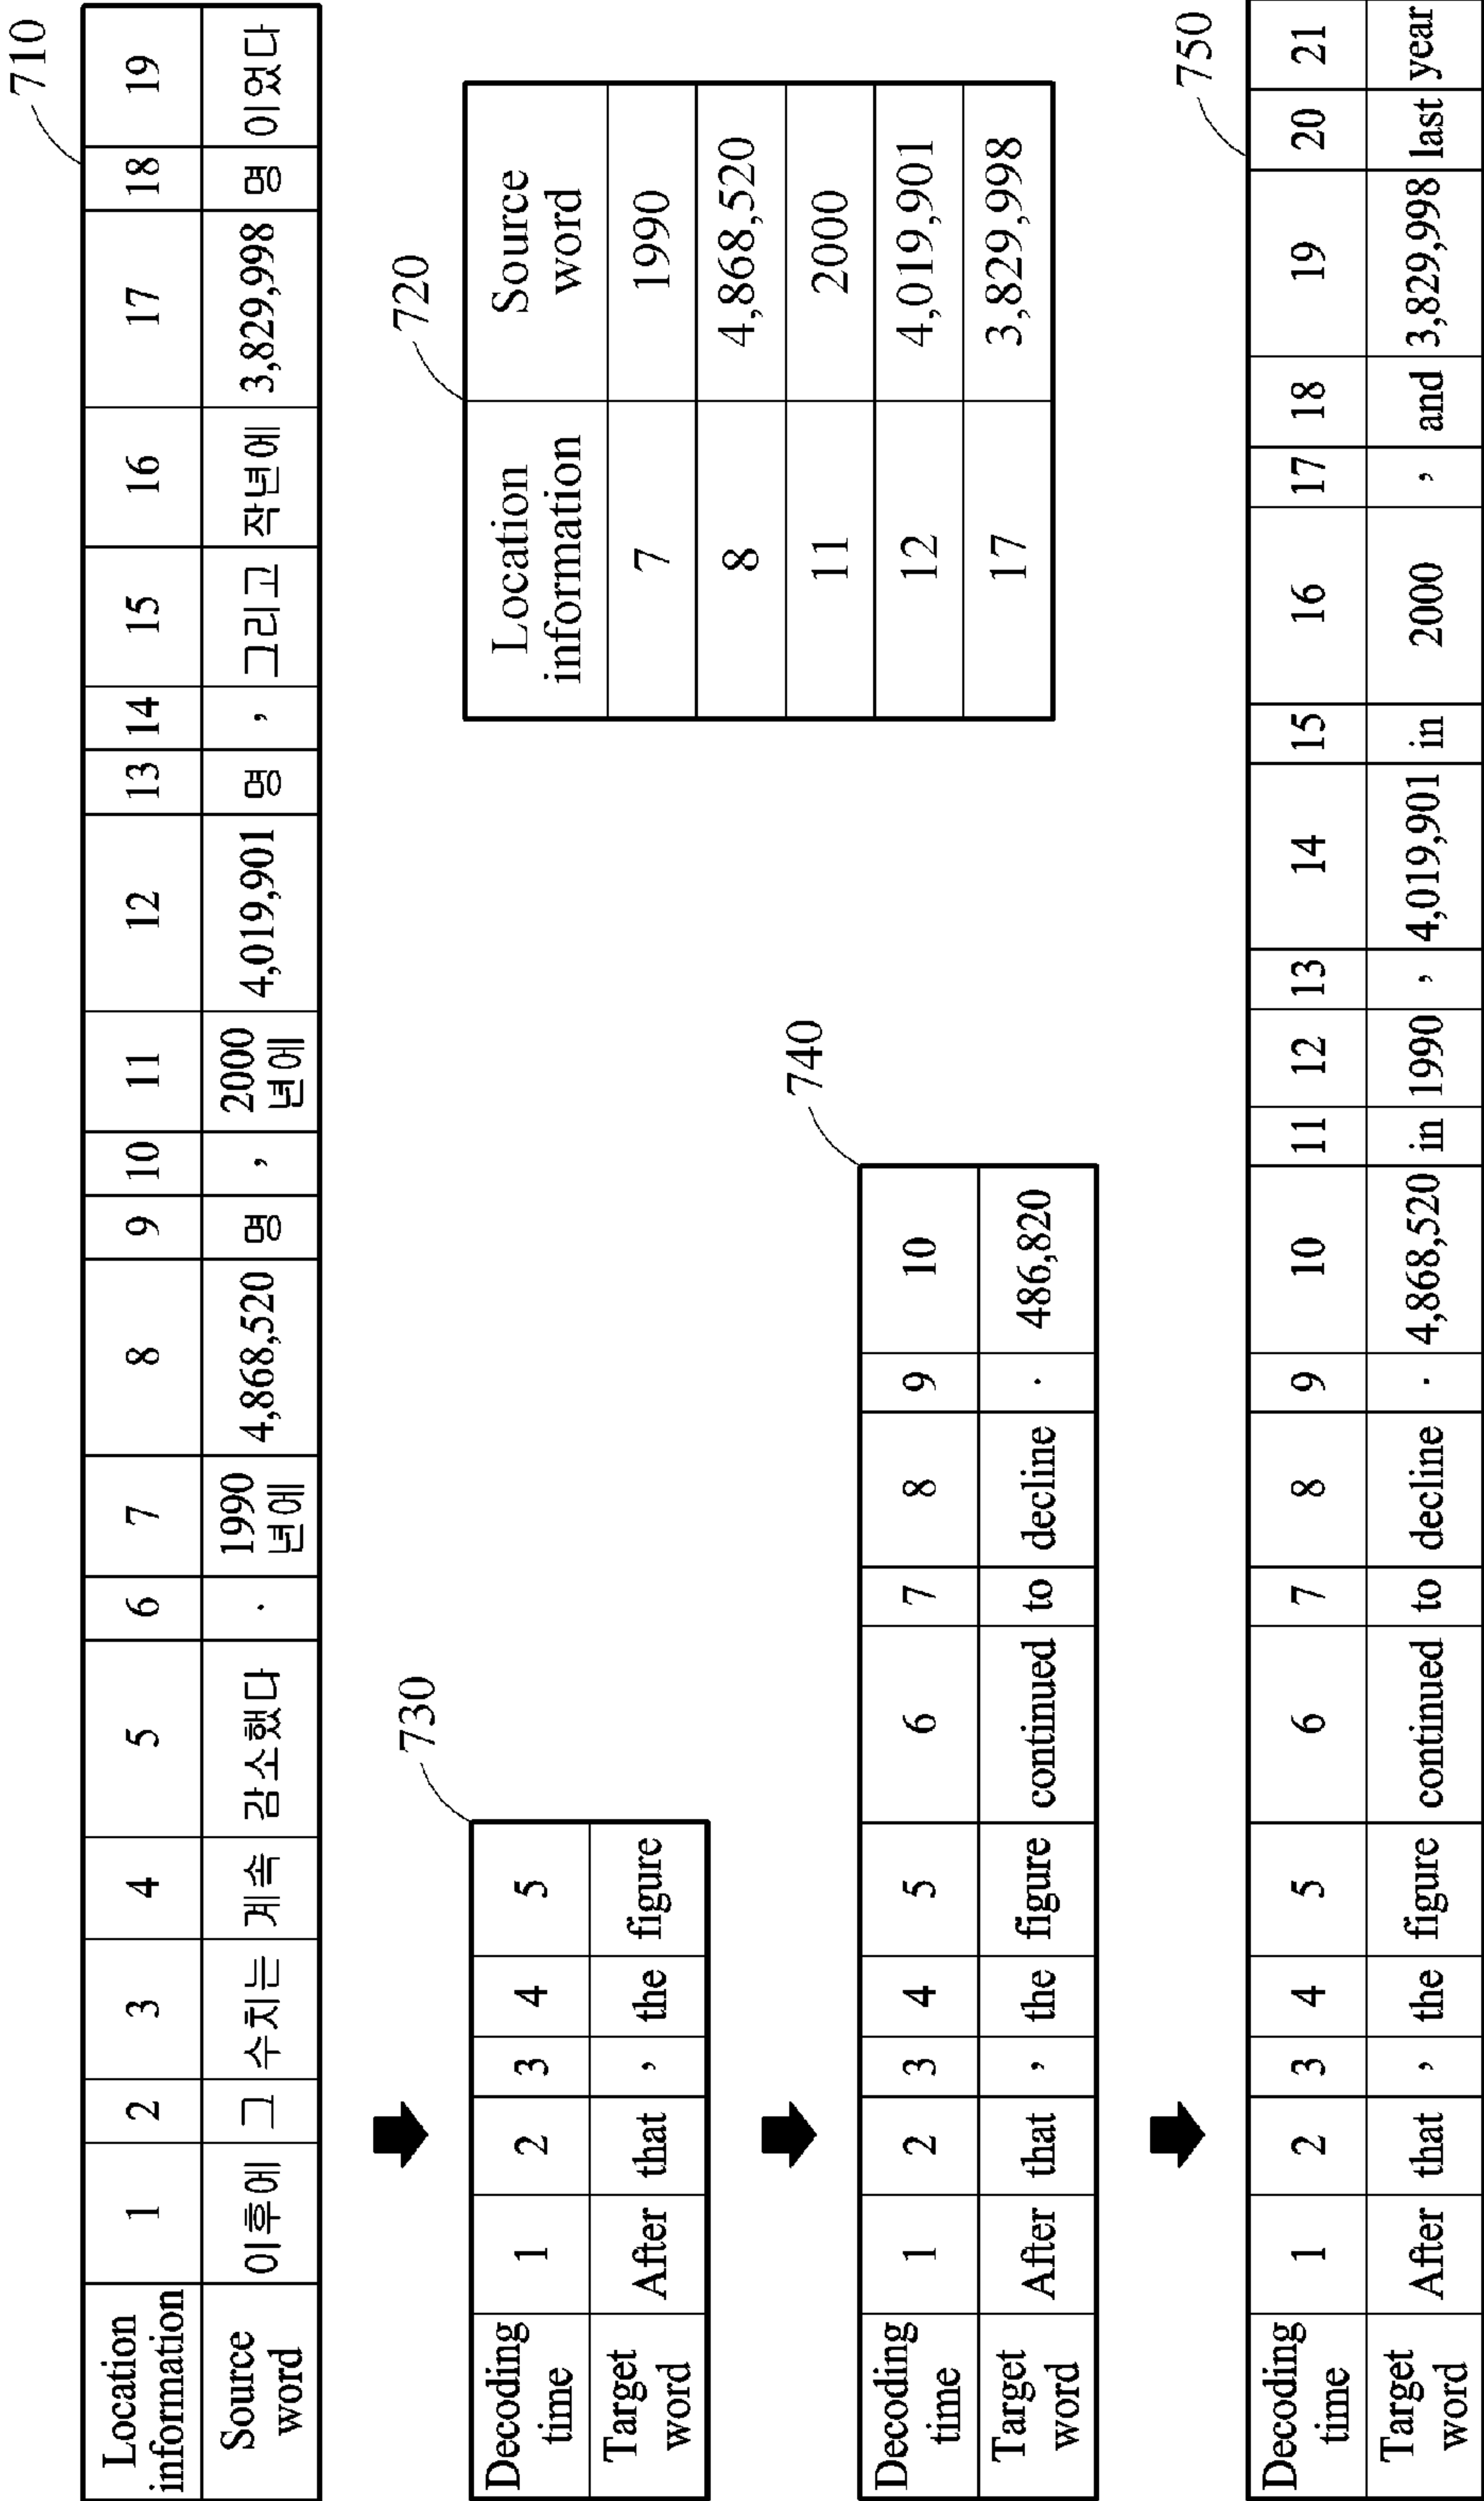 710
Location information 1 2 3 4 5 6 7 8 9 10 11 12 13 14 15 16 17 18 19
Source word 이후에 그 수치는 계속 감소했다 . 1990년에 4,868,520 명 , 2000년에 4,019,901 명 , 그리고 작년에 3,829,998 명 이었다
720
Location information Source word
7 1990
8 4,868,520
11 2000
12 4,019,901
17 3,829,998
730
Decoding time 1 2 3 4 5
Target word After that , the figure
740
Decoding time 1 2 3 4 5 6 7 8 9 10
Target word After that , the figure continued to decline . 486,820
750
Decoding time 1 2 3 4 5 6 7 8 9 10 11 12 13 14 15 16 17 18 19 20 21
Target word After that , the figure continued to decline . 4,868,520 in 1990 , 4,019,901 in 2000 , and 3,829,998 last year